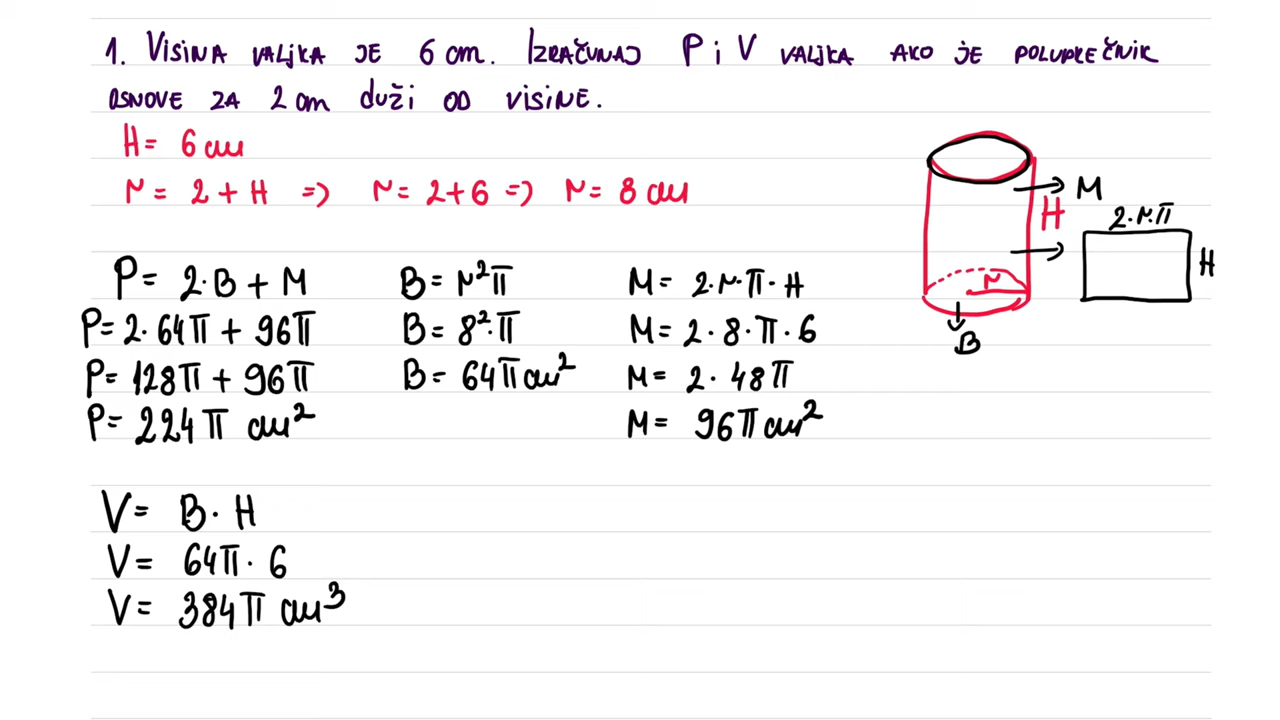 1. VISINA VALJKA JE 6 cm. IZRAČUNAJ P i V VALJKA AKO JE POLUPREČNIK
OSNOVE ZA 2 cm duži OD VISINE.
H = 6 cm
r = 2 + H => r = 2+6 => r = 8 cm
M
H
2·r·π
H
r
B
P = 2·B + M
P = 2·64π + 96π
P = 128π + 96π
P = 224π cm²
B = r²π
B = 8²·π
B = 64π cm²
M = 2·r·π·H
M = 2·8·π·6
M = 2·48π
M = 96π cm²
V = B·H
V = 64π·6
V = 384π cm³